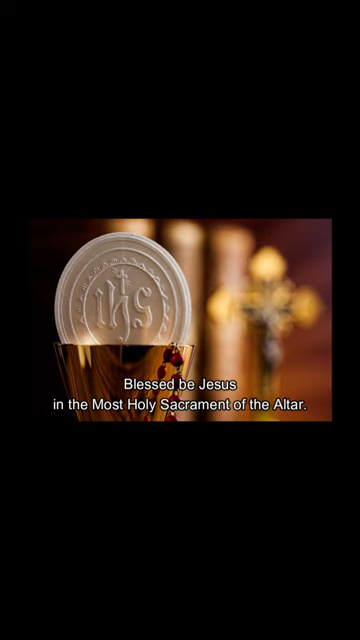 IHS
Blessed be Jesus
in the Most Holy Sacrament of the Altar.